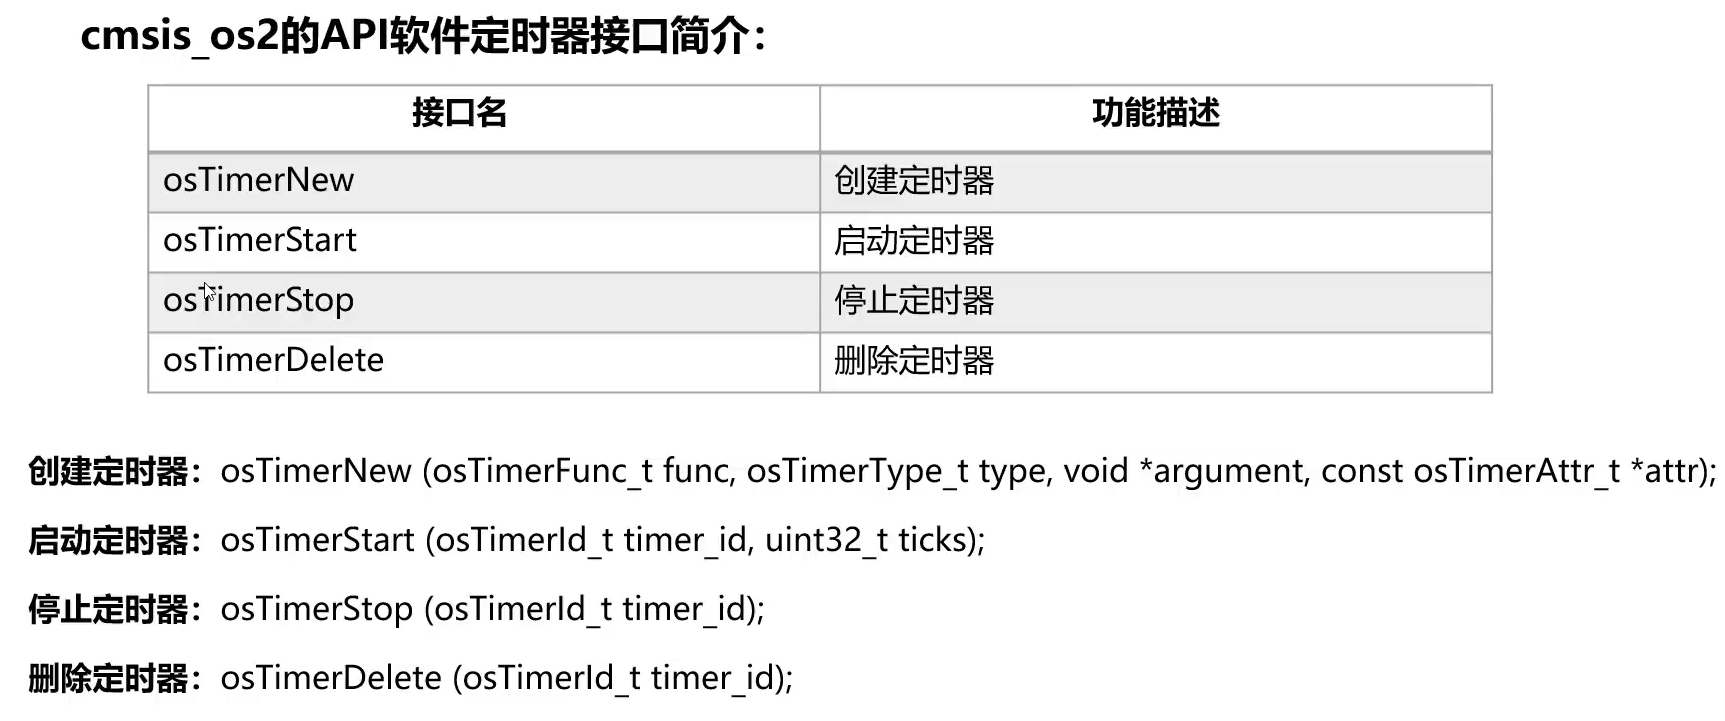 cmsis_os2的API软件定时器接口简介：
接口名 功能描述
osTimerNew 创建定时器
osTimerStart 启动定时器
osTimerStop 停止定时器
osTimerDelete 删除定时器
创建定时器：osTimerNew (osTimerFunc_t func, osTimerType_t type, void *argument, const osTimerAttr_t *attr);
启动定时器：osTimerStart (osTimerId_t timer_id, uint32_t ticks);
停止定时器：osTimerStop (osTimerId_t timer_id);
删除定时器：osTimerDelete (osTimerId_t timer_id);